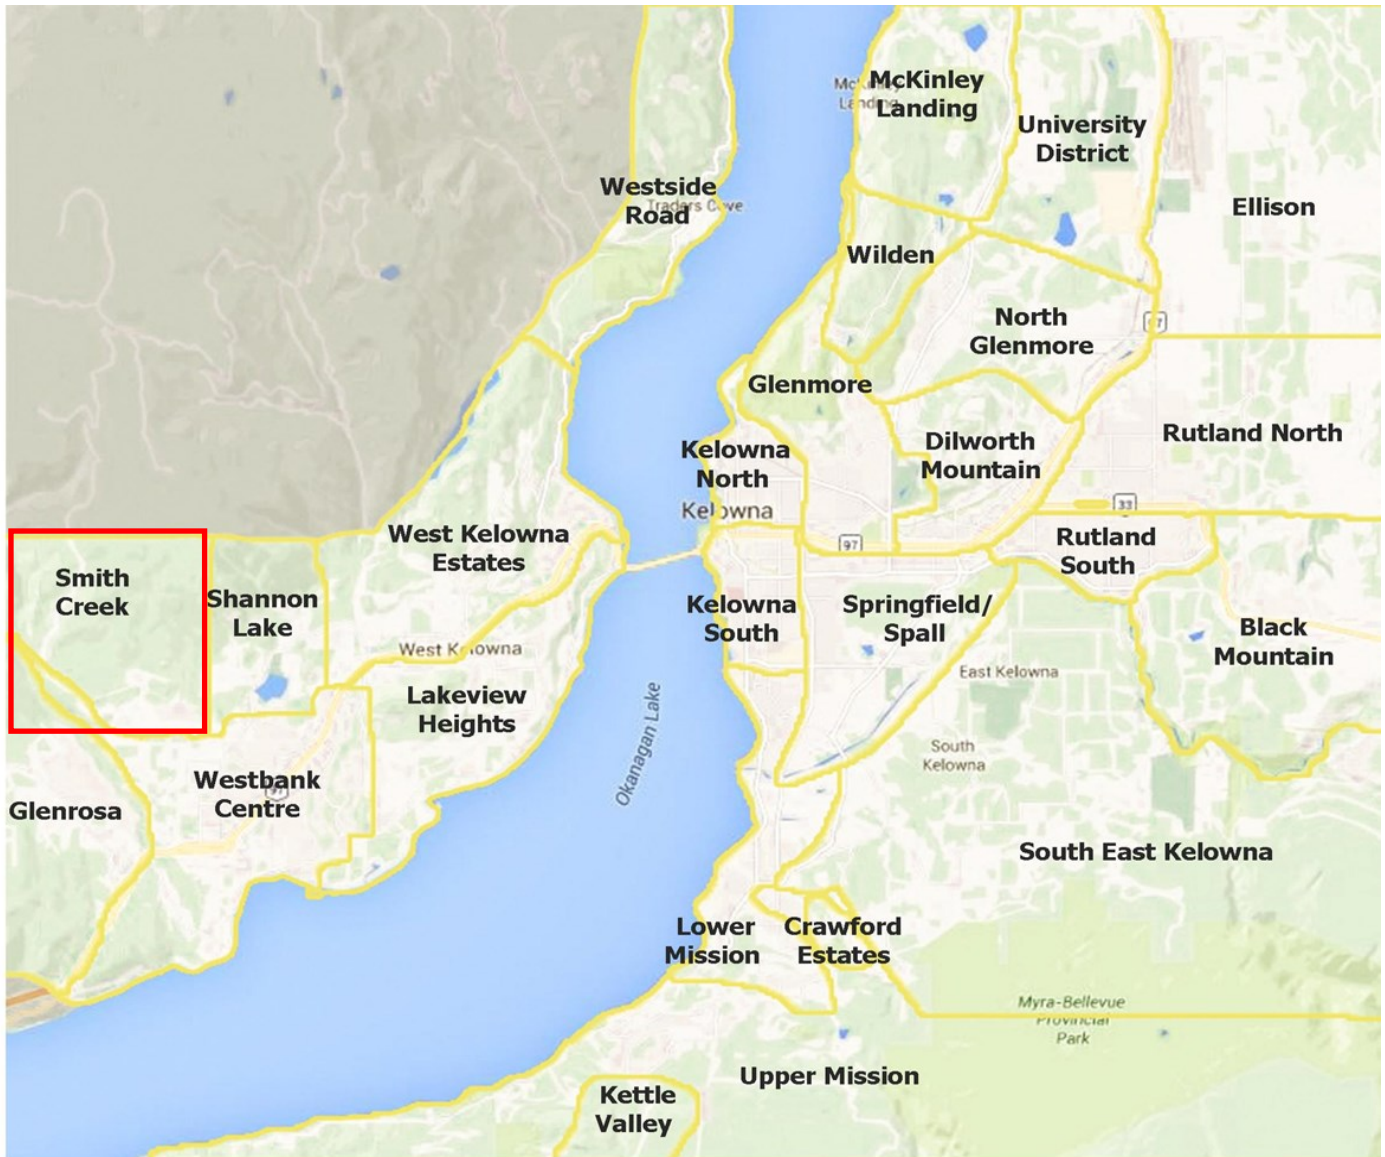 McKinley
Landing
McKinley
Landing
University
District
Westside
Road
Traders Cove
Ellison
Wilden
North
Glenmore
97
Glenmore
Kelowna
North
Dilworth
Mountain
Rutland North
Kelowna
33
97
West Kelowna
Estates
Rutland
South
Smith
Creek
Shannon
Lake
Kelowna
South
Springfield/
Spall
Black
Mountain
West Kelowna
East Kelowna
Lakeview
Heights
Okanagan Lake
South
Kelowna
Westbank
Centre
97
Glenrosa
South East Kelowna
Lower
Mission
Crawford
Estates
Myra-Bellevue
Provincial
Park
Upper Mission
Kettle
Valley